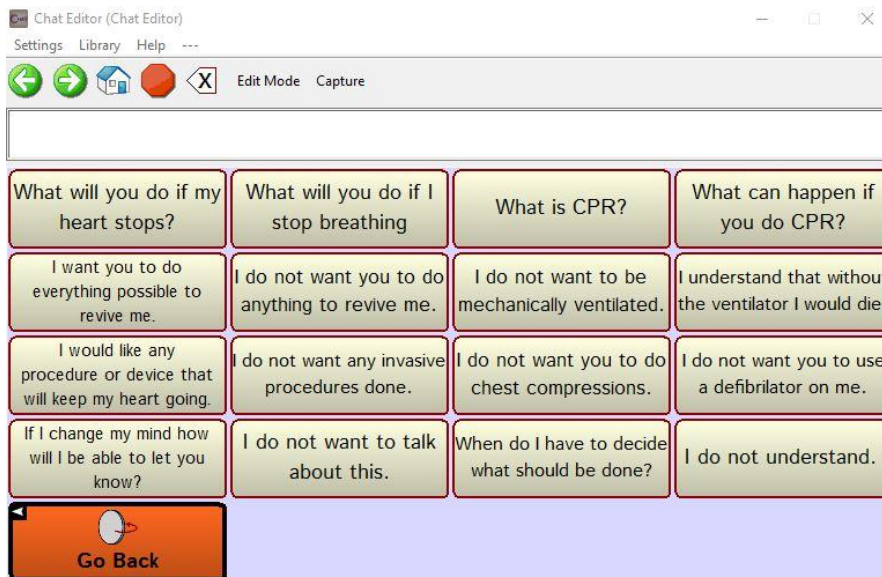 Chat Editor (Chat Editor)
Settings Library Help ---
X Edit Mode Capture
What will you do if my
heart stops?
What will you do if I
stop breathing
What is CPR?
What can happen if
you do CPR?
I want you to do
everything possible to
revive me.
I do not want you to do
anything to revive me.
I do not want to be
mechanically ventilated.
I understand that withou
the ventilator I would die
I would like any
procedure or device that
will keep my heart going.
I do not want any invasive
procedures done.
I do not want you to do
chest compressions.
I do not want you to use
a defibrilator on me.
If I change my mind how
will I be able to let you
know?
I do not want to talk
about this.
When do I have to decide
what should be done?
I do not understand.
Go Back